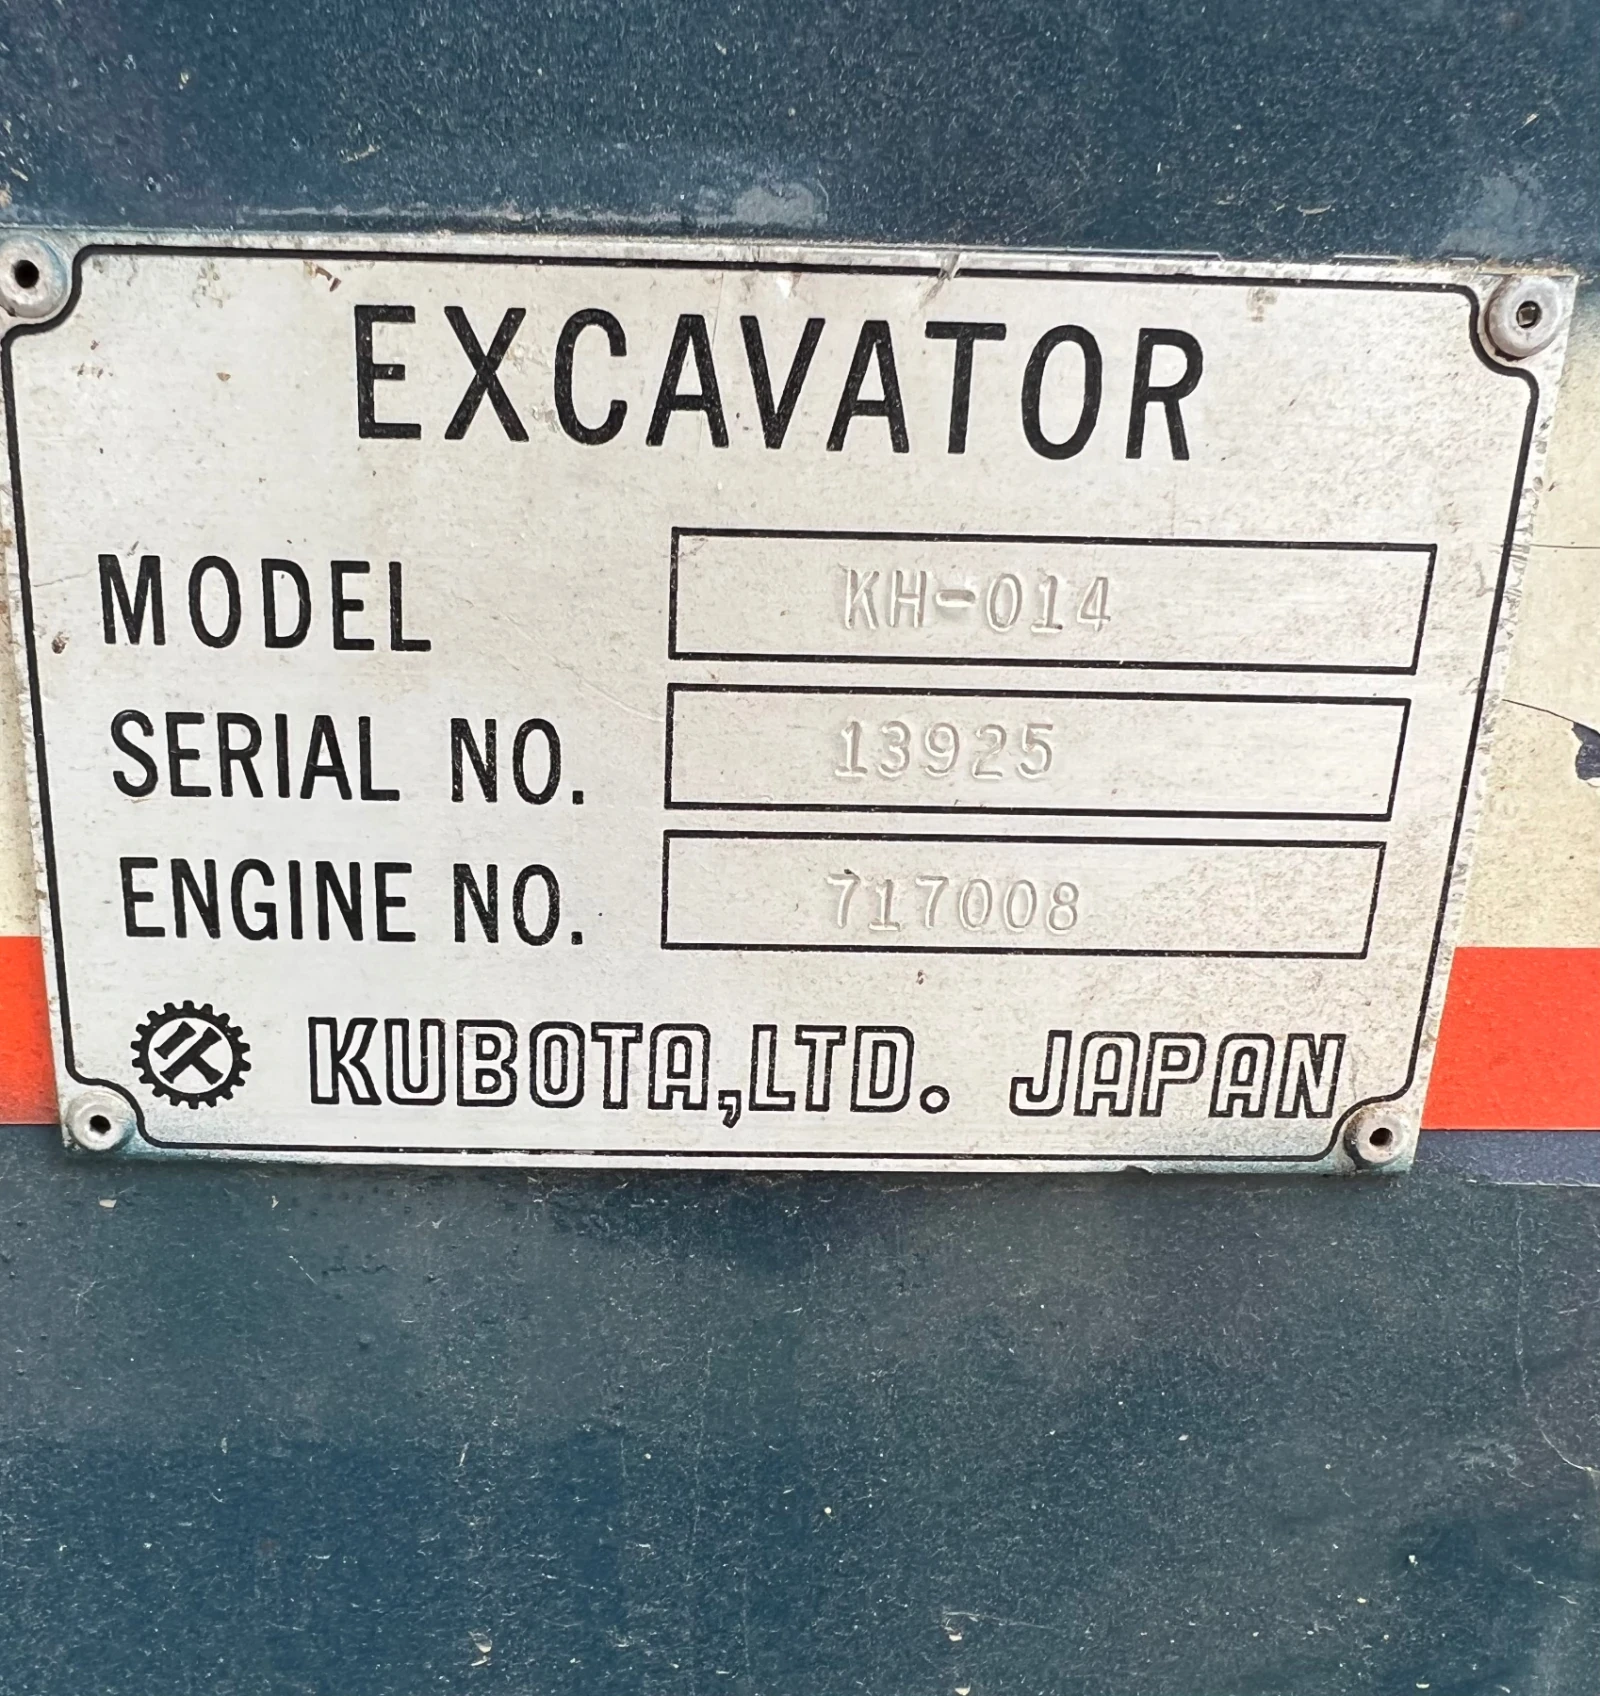 EXCAVATOR
MODEL KH-014
SERIAL NO. 13925
ENGINE NO. 717008
KUBOTA,LTD. JAPAN